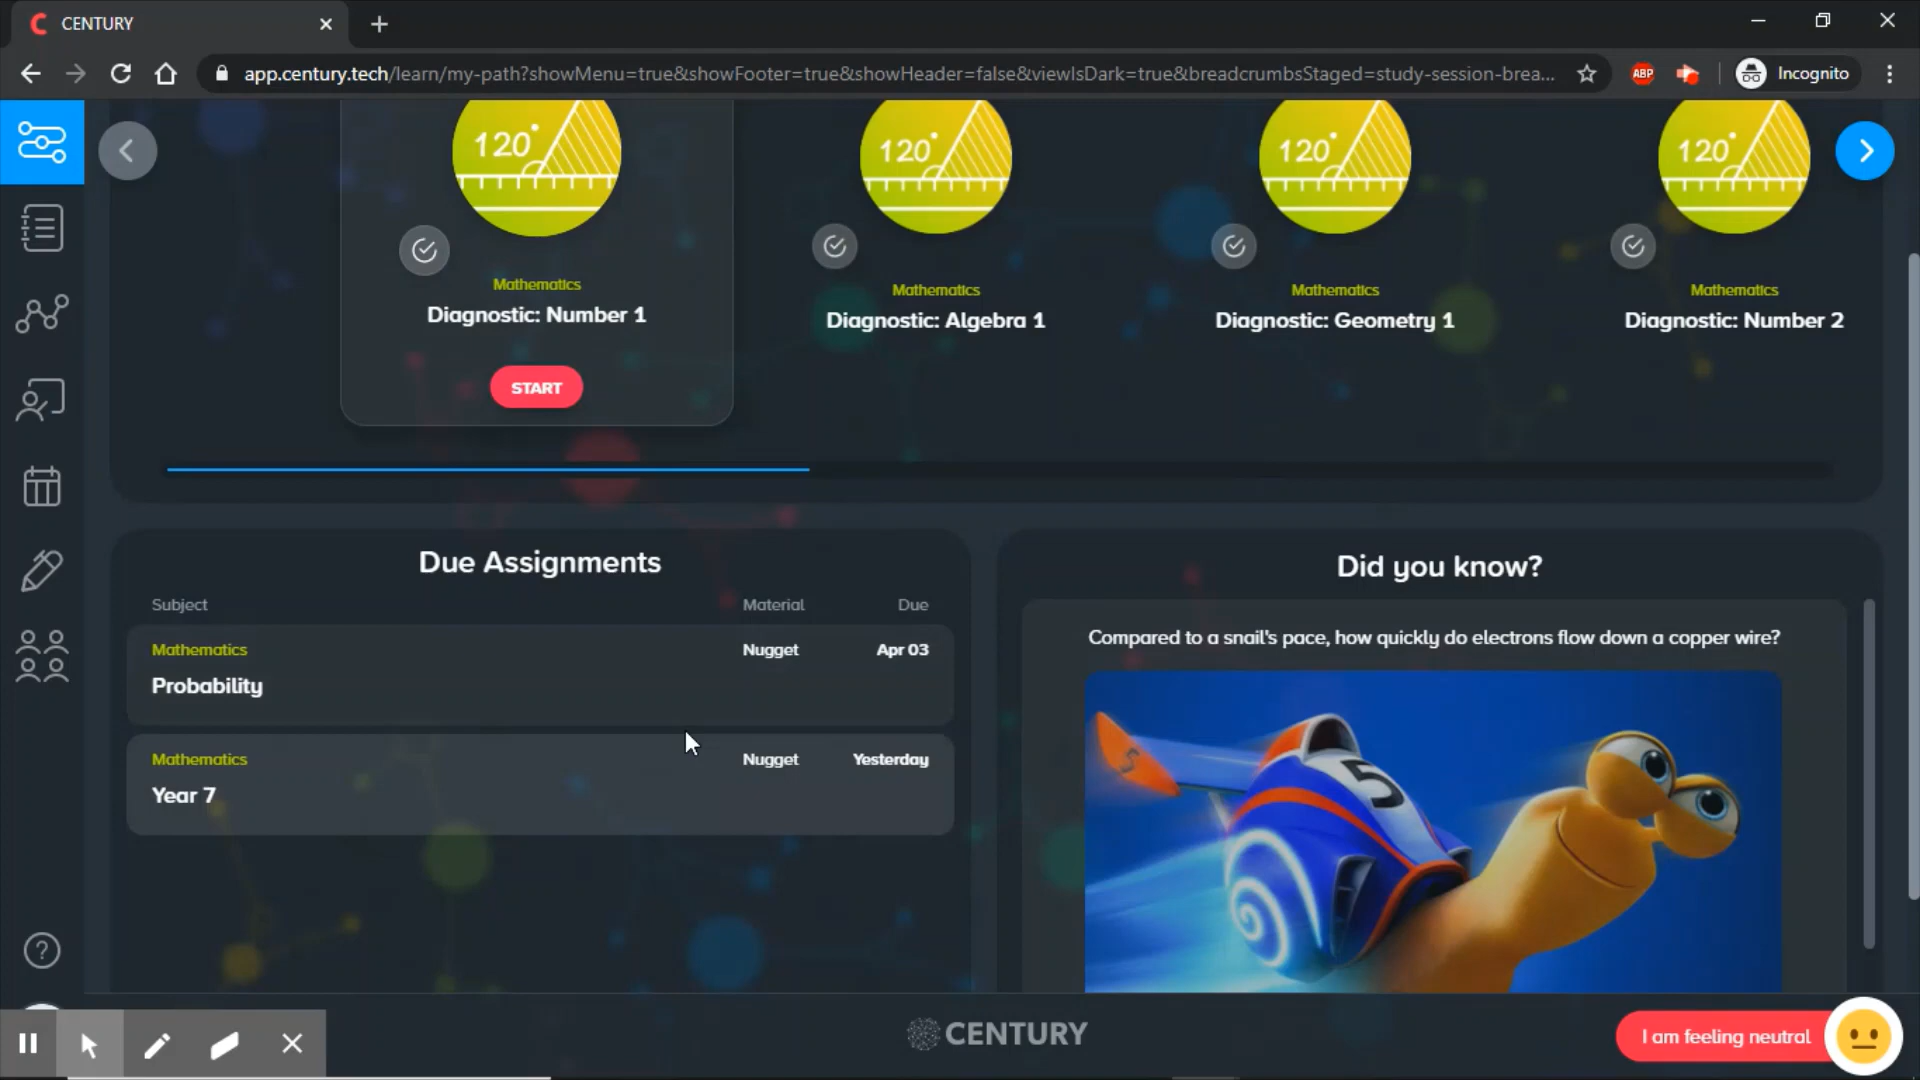 CENTURY
app.century.tech/learn/my-path?showMenu=true&showFooter=true&showHeader=false&viewIsDark=true&breadcrumbsStaged=study-session-brea...
ABP
Incognito
120°
120°
120°
120°
Mathematics
Diagnostic: Number 1
START
Mathematics
Diagnostic: Algebra 1
Mathematics
Diagnostic: Geometry 1
Mathematics
Diagnostic: Number 2
Due Assignments
Subject Material Due
Mathematics Nugget Apr 03
Probability
Mathematics Nugget Yesterday
Year 7
Did you know?
Compared to a snail's pace, how quickly do electrons flow down a copper wire?
5
5
CENTURY
I am feeling neutral